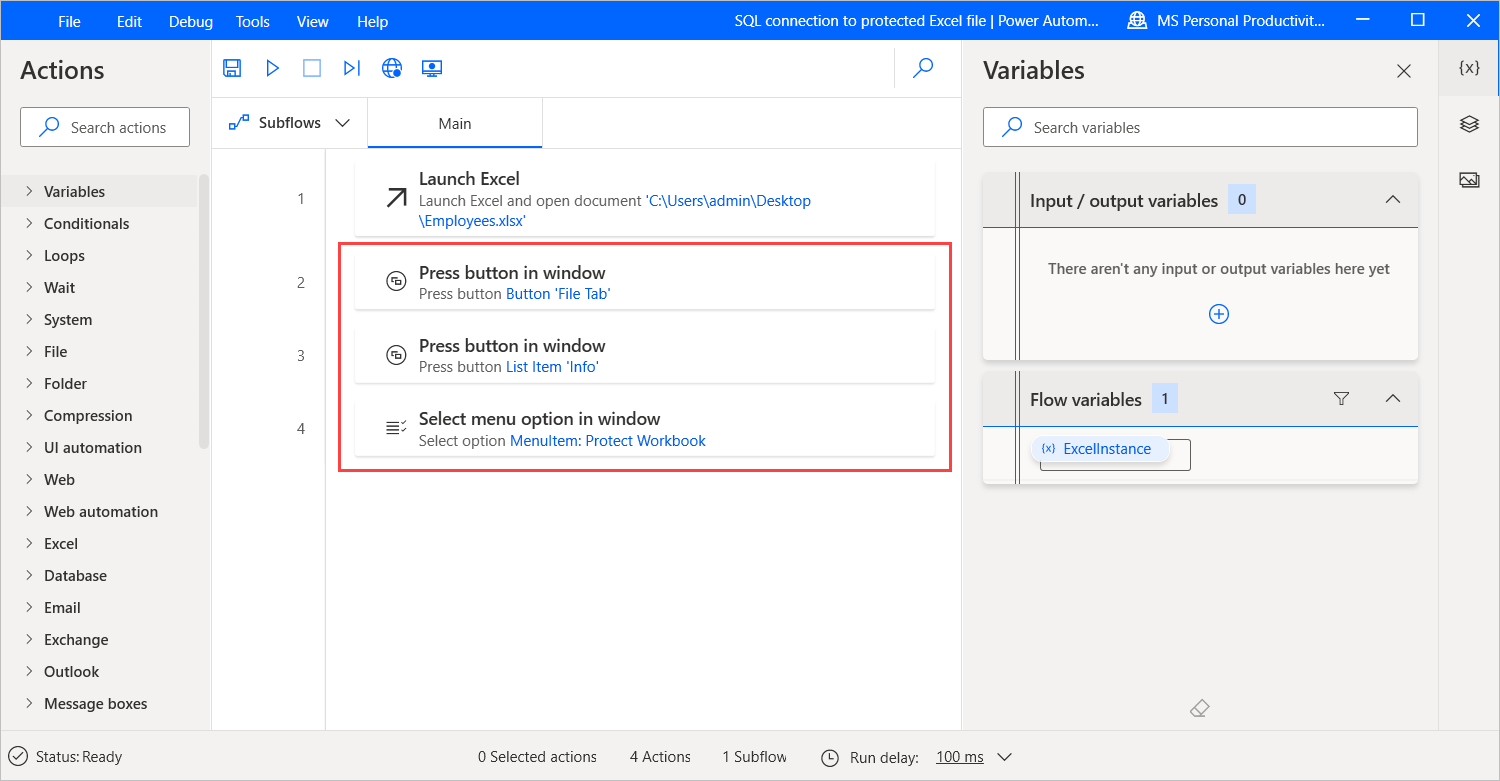 File Edit Debug Tools View Help SQL connection to protected Excel file | Power Autom... MS Personal Productivit...
Actions
Search actions
Variables
Conditionals
Loops
Wait
System
File
Folder
Compression
UI automation
Web
Web automation
Excel
Database
Email
Exchange
Outlook
Message boxes
Subflows Main
1 Launch Excel
Launch Excel and open document 'C:\Users\admin\Desktop
\Employees.xlsx'
2 Press button in window
Press button Button 'File Tab'
3 Press button in window
Press button List Item 'Info'
4 Select menu option in window
Select option MenuItem: Protect Workbook
Variables
{x}
Search variables
Input / output variables 0
There aren't any input or output variables here yet
Flow variables 1
(x) ExcelInstance
Status: Ready 0 Selected actions 4 Actions 1 Subflow Run delay: 100 ms